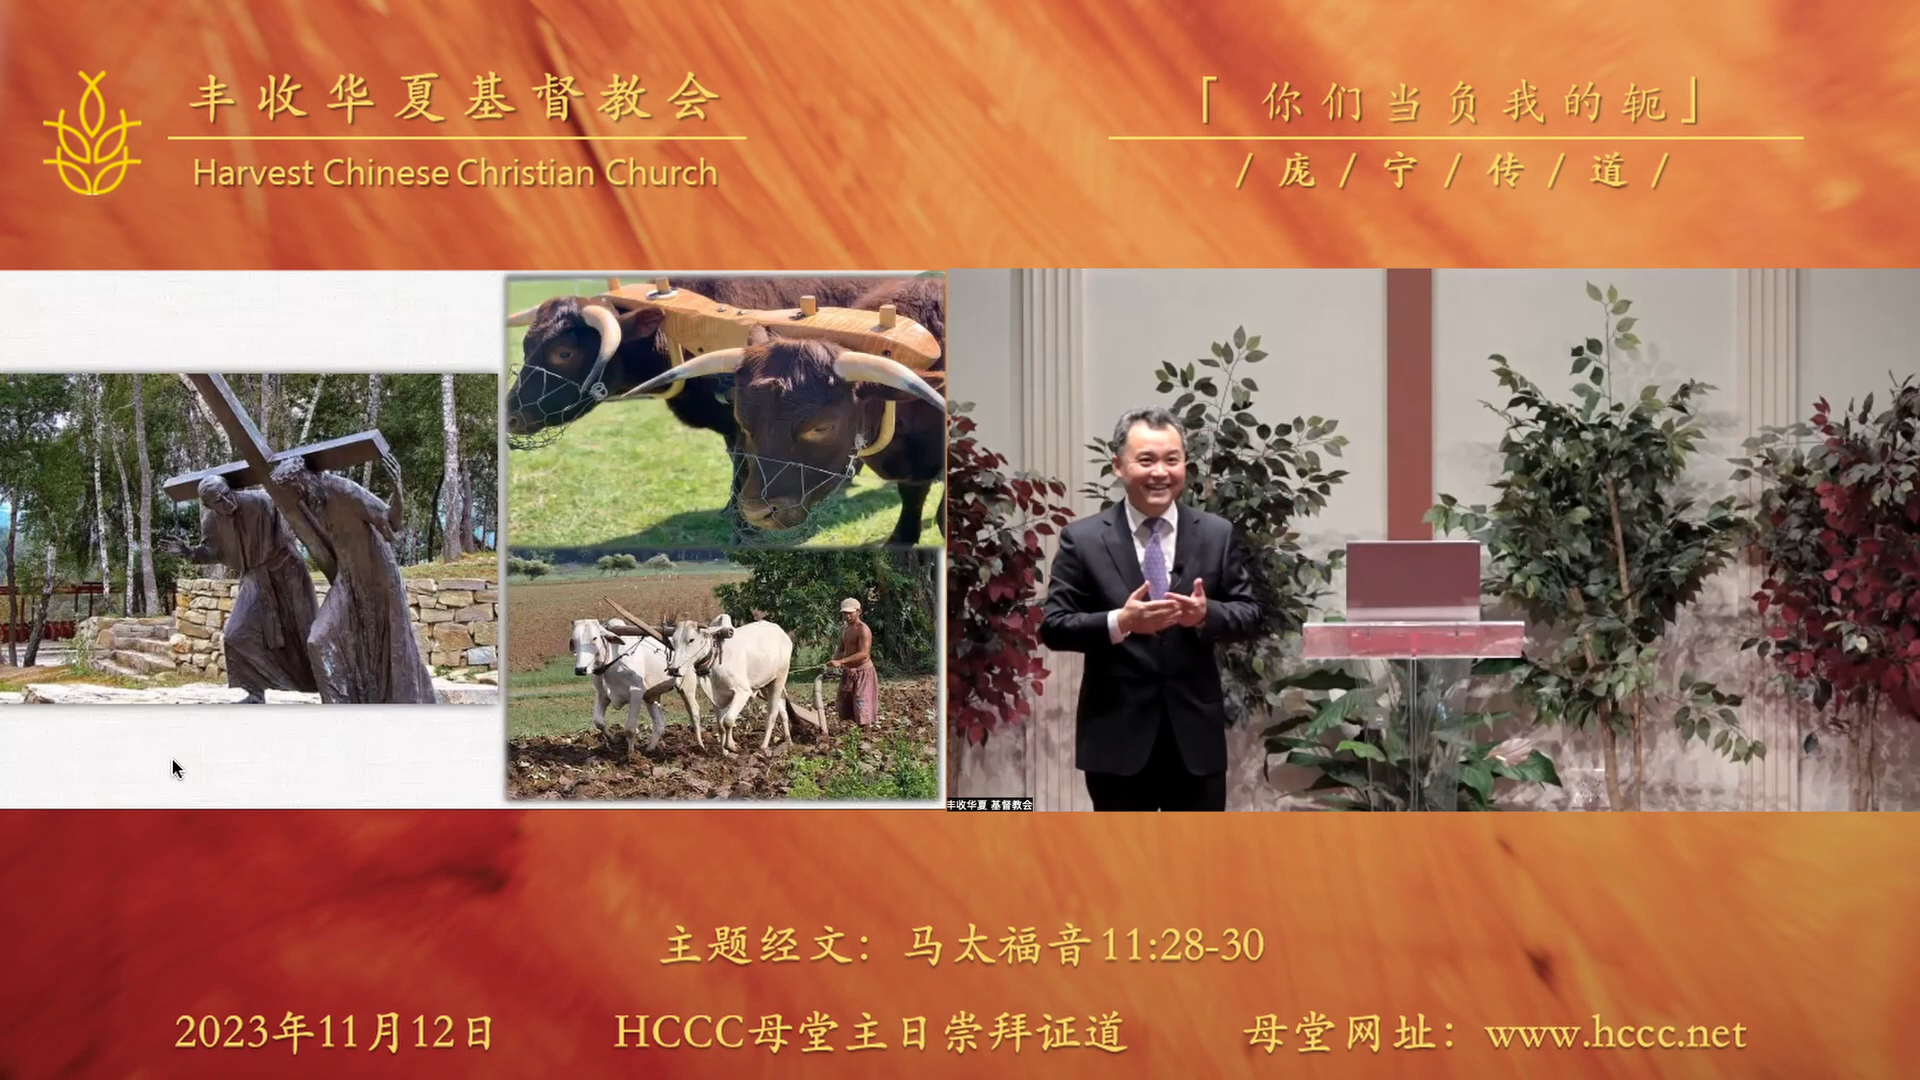 丰收华夏基督教会
Harvest Chinese Christian Church
「 你们当负我的轭」
/ 庞 / 宁 / 传 / 道 /
丰收华夏 基督教会
主题经文：马太福音 11:28-30
2023年11月12日
HCCC母堂主日崇拜证道
母堂网址：www.hccc.net